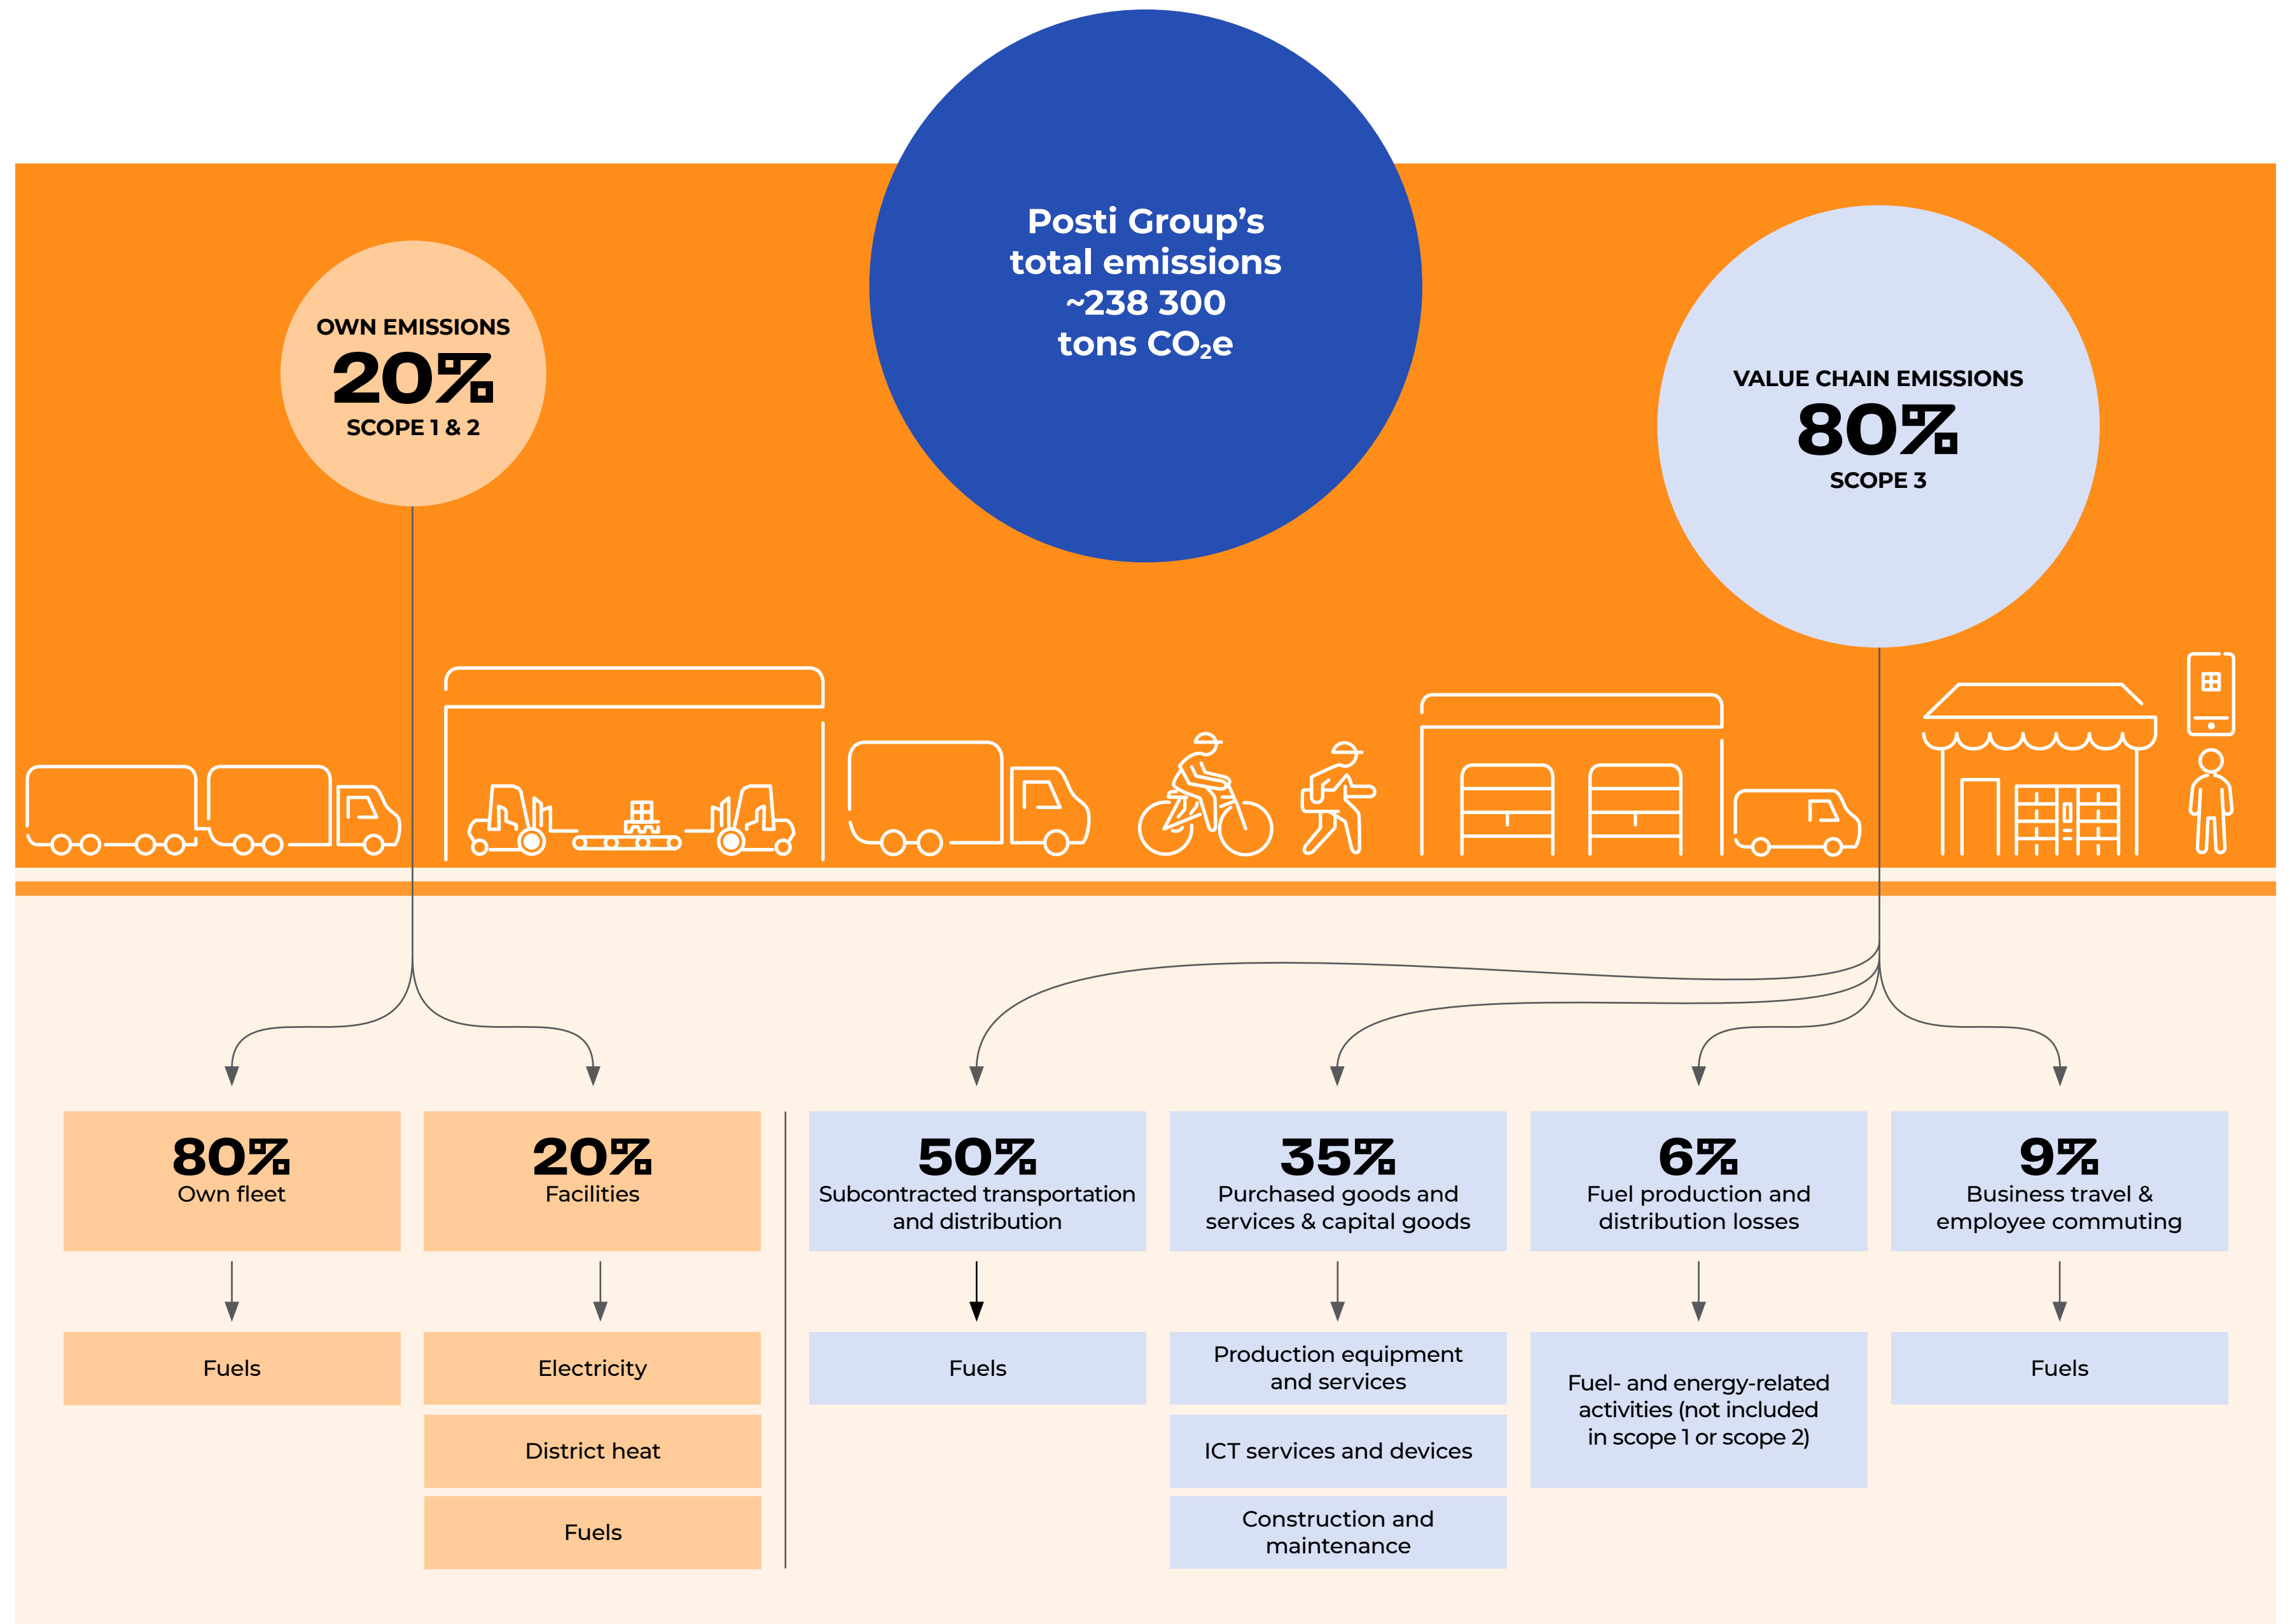 Posti Group’s
total emissions
~238 300
tons CO₂e
OWN EMISSIONS
20%
SCOPE 1 & 2
VALUE CHAIN EMISSIONS
80%
SCOPE 3
80%
Own fleet
Fuels
20%
Facilities
Electricity
District heat
Fuels
50%
Subcontracted transportation
and distribution
Fuels
35%
Purchased goods and
services & capital goods
Production equipment
and services
ICT services and devices
Construction and
maintenance
6%
Fuel production and
distribution losses
Fuel- and energy-related
activities (not included
in scope 1 or scope 2)
9%
Business travel &
employee commuting
Fuels